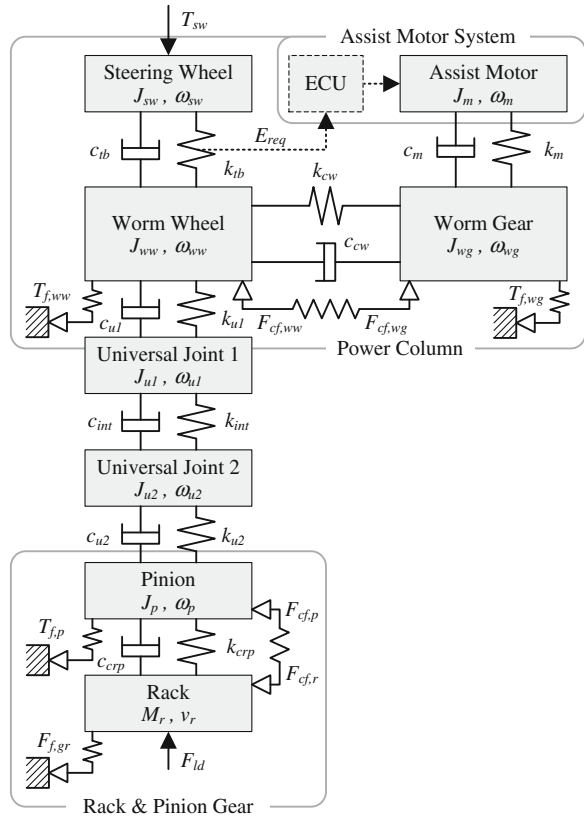 T_sw
Assist Motor System
Steering Wheel
J_sw , ω_sw
ECU
Assist Motor
J_m , ω_m
c_tb
k_tb
E_req
c_m
k_m
k_cw
Worm Wheel
J_ww , ω_ww
c_cw
Worm Gear
J_wg , ω_wg
T_f,ww
c_u1
k_u1
F_cf,ww
F_cf,wg
T_f,wg
Power Column
Universal Joint 1
J_u1 , ω_u1
c_int
k_int
Universal Joint 2
J_u2 , ω_u2
c_u2
k_u2
Pinion
J_p , ω_p
F_cf,p
T_f,p
c_crp
k_crp
F_cf,r
Rack
M_r , v_r
F_f,gr
F_ld
Rack & Pinion Gear